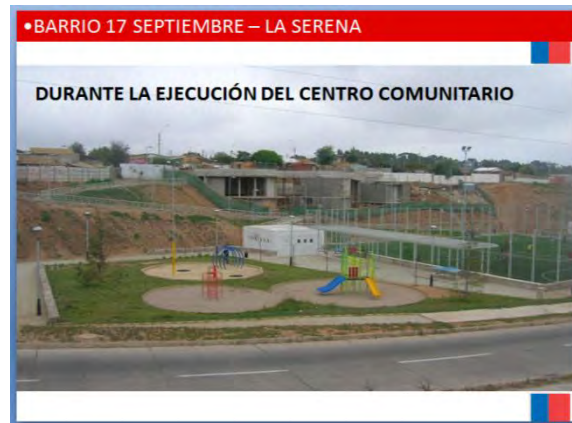 •BARRIO 17 SEPTIEMBRE – LA SERENA
DURANTE LA EJECUCIÓN DEL CENTRO COMUNITARIO